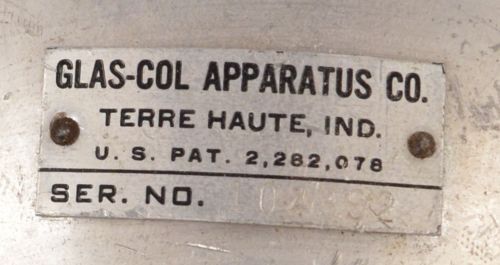 GLAS-COL APPARATUS CO.
TERRE HAUTE, IND.
U. S. PAT. 2,282,078
SER. NO.